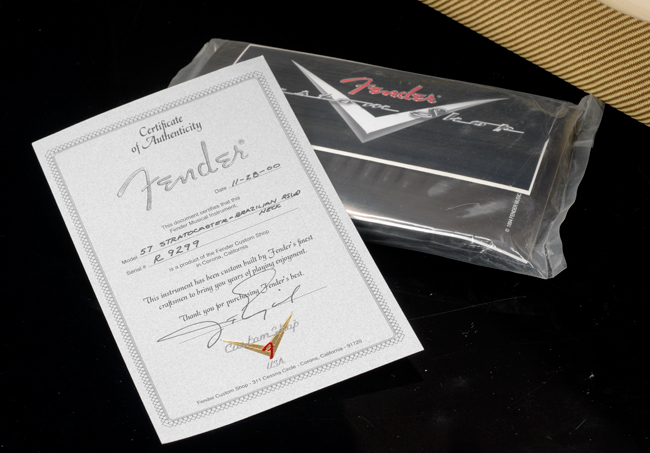 Certificate
of Authenticity
Fender
Date 11-28-00
This document certifies that this
Fender Musical Instrument,
Model 57 STRATOCASTER-BRAZILIAN RSWD
NECK
Serial # R 9299
is a product of the Fender Custom Shop
in Corona, California
This instrument has been custom built by Fender's finest
craftsmen to bring you years of playing enjoyment.
Thank you for purchasing Fender's best.
Custom Shop
USA
Fender Custom Shop · 311 Cessna Circle · Corona, California · 91720
Fender
Custom Shop